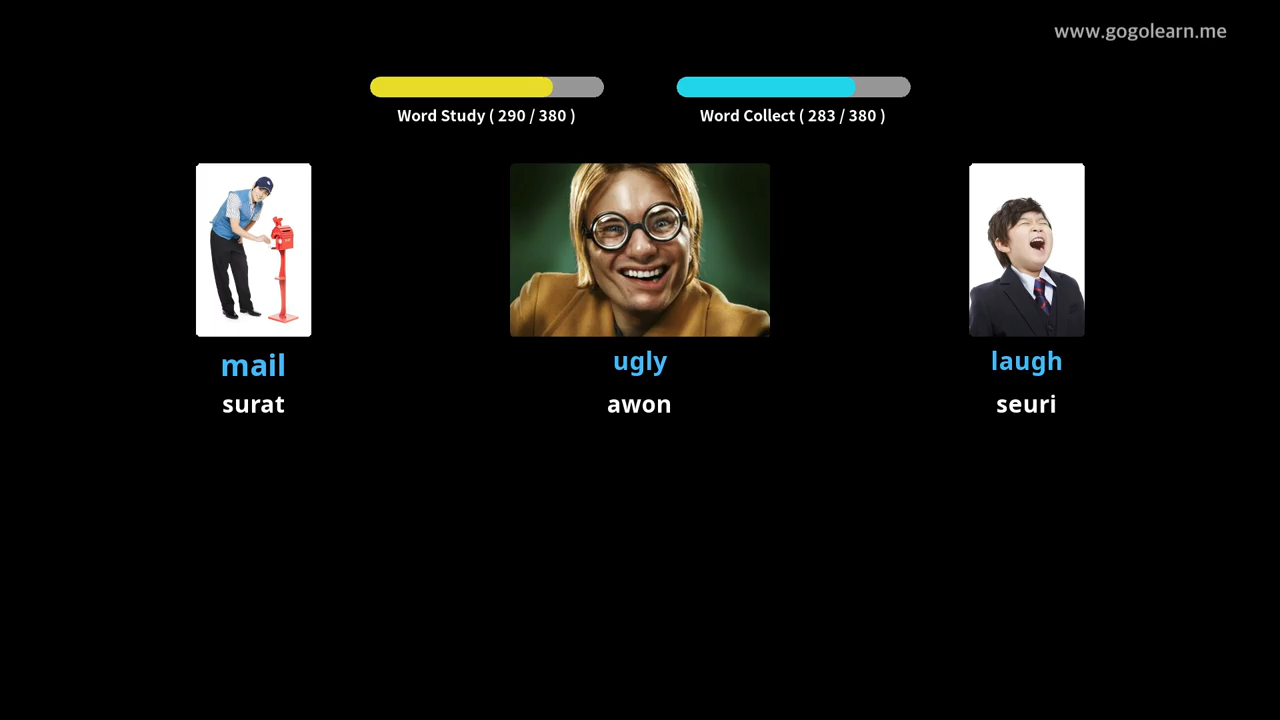 www.gogolearn.me
Word Study ( 290 / 380 )
Word Collect ( 283 / 380 )
mail
surat
ugly
awon
laugh
seuri